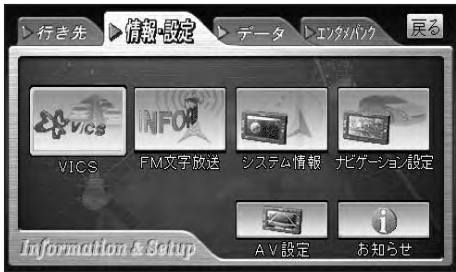 行き先 情報・設定 データ エンタメバンク 戻る
VICS INFO
VICS FM文字放送 システム情報 ナビゲーション設定
AV設定 お知らせ
Information & Setup